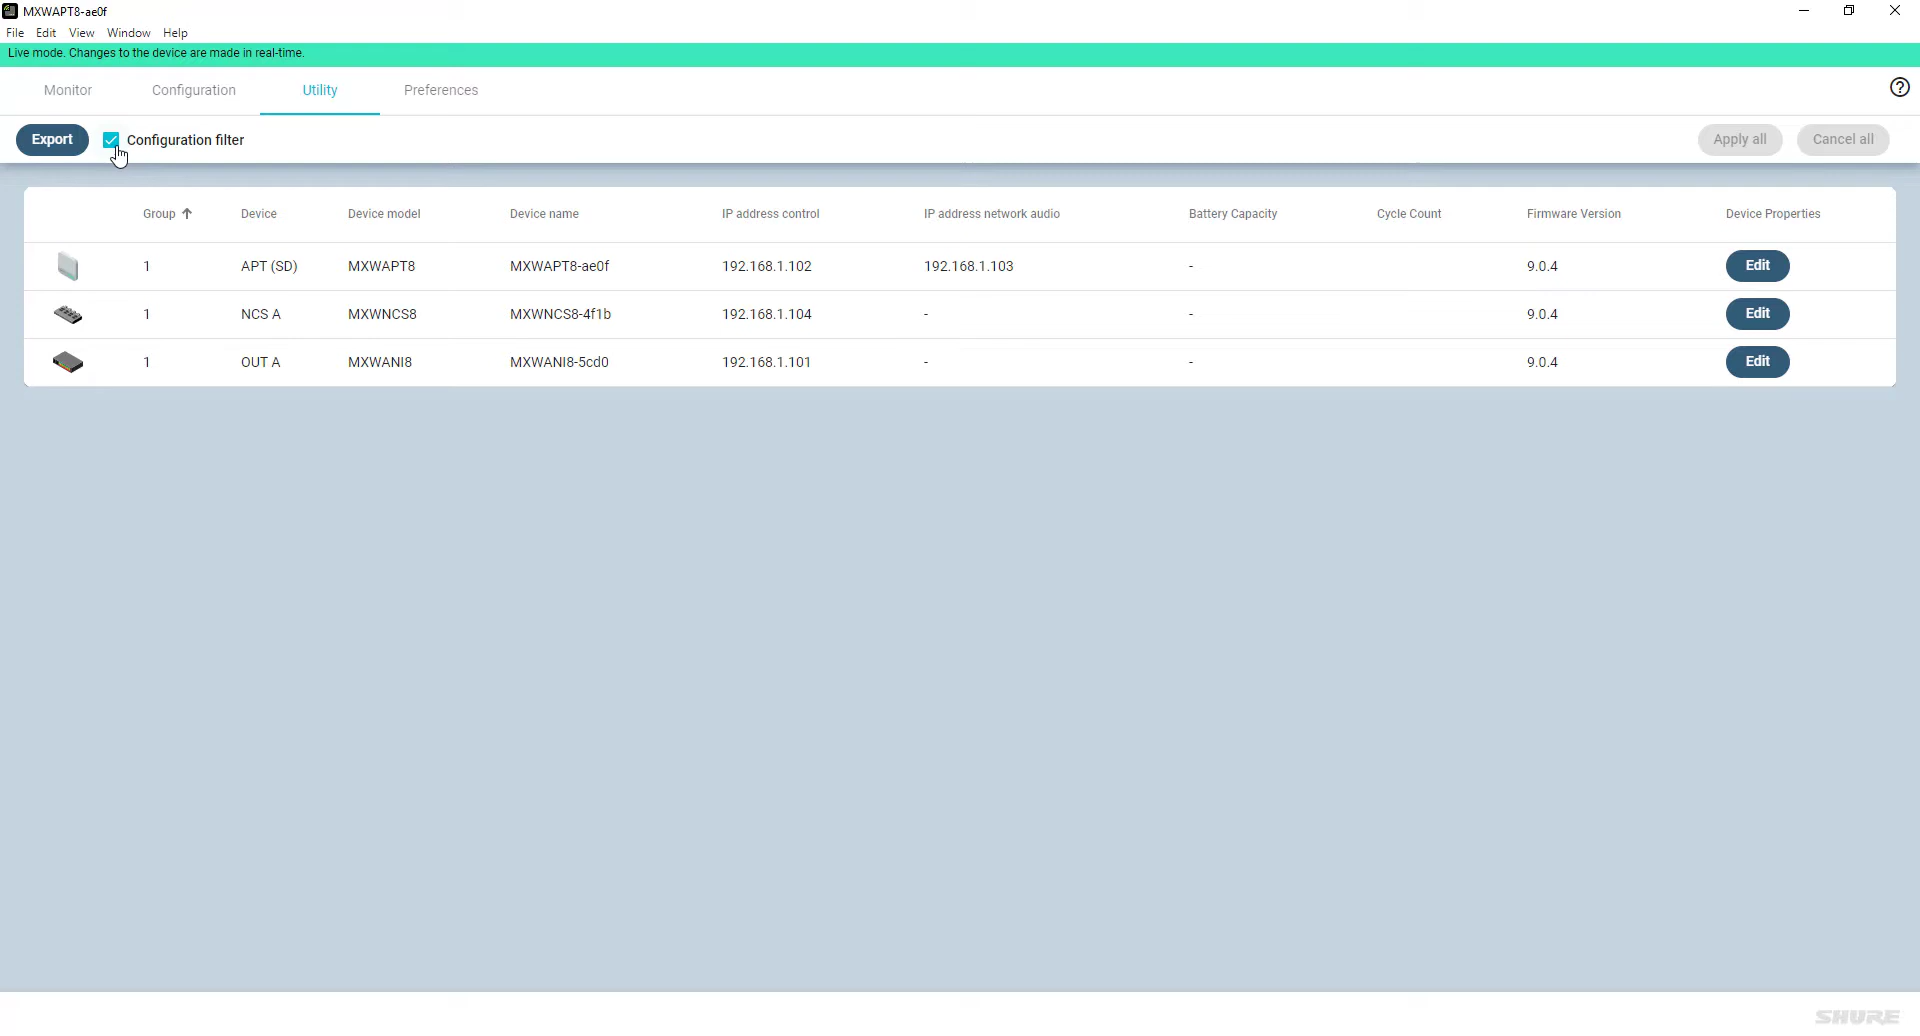 MXWAPT8-ae0f
File Edit View Window Help
Live mode. Changes to the device are made in real-time.
Monitor Configuration Utility Preferences
Export Configuration filter Apply all Cancel all
Group Device Device model Device name IP address control IP address network audio Battery Capacity Cycle Count Firmware Version Device Properties
1 APT (SD) MXWAPT8 MXWAPT8-ae0f 192.168.1.102 192.168.1.103 - 9.0.4 Edit
1 NCS A MXWNCS8 MXWNCS8-4f1b 192.168.1.104 - - 9.0.4 Edit
1 OUT A MXWANI8 MXWANI8-5cd0 192.168.1.101 - - 9.0.4 Edit
SHURE